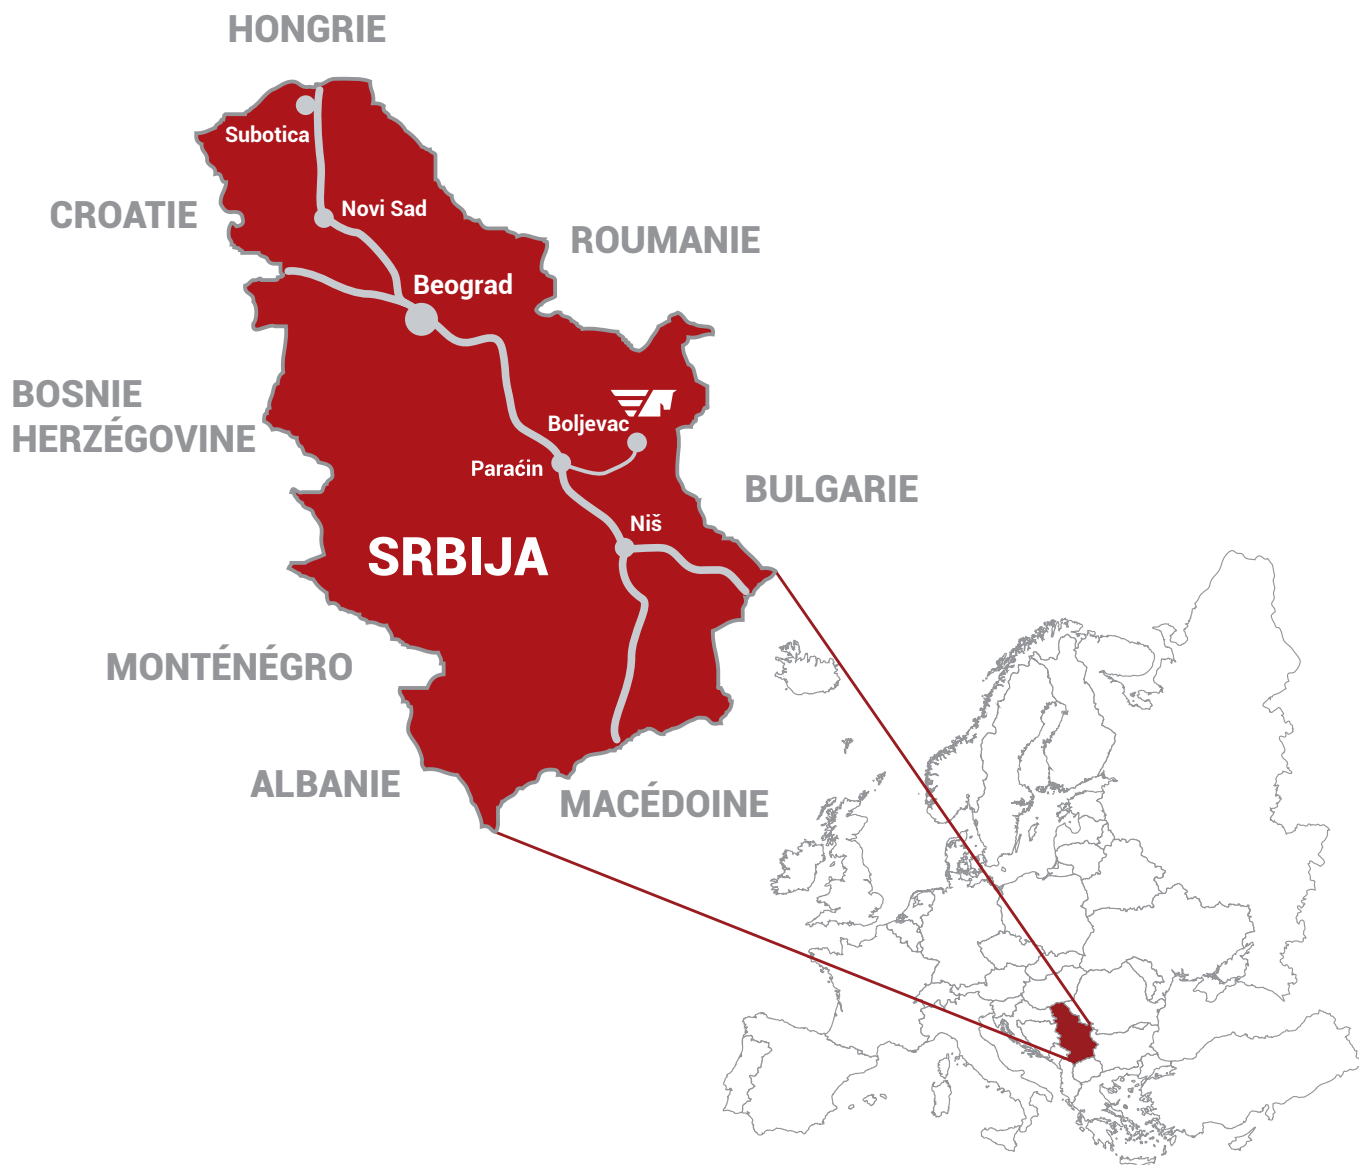 HONGRIE
Subotica
CROATIE
Novi Sad
ROUMANIE
Beograd
BOSNIE
HERZÉGOVINE
Boljevac
Paraćin
BULGARIE
Niš
SRBIJA
MONTÉNÉGRO
ALBANIE
MACÉDOINE